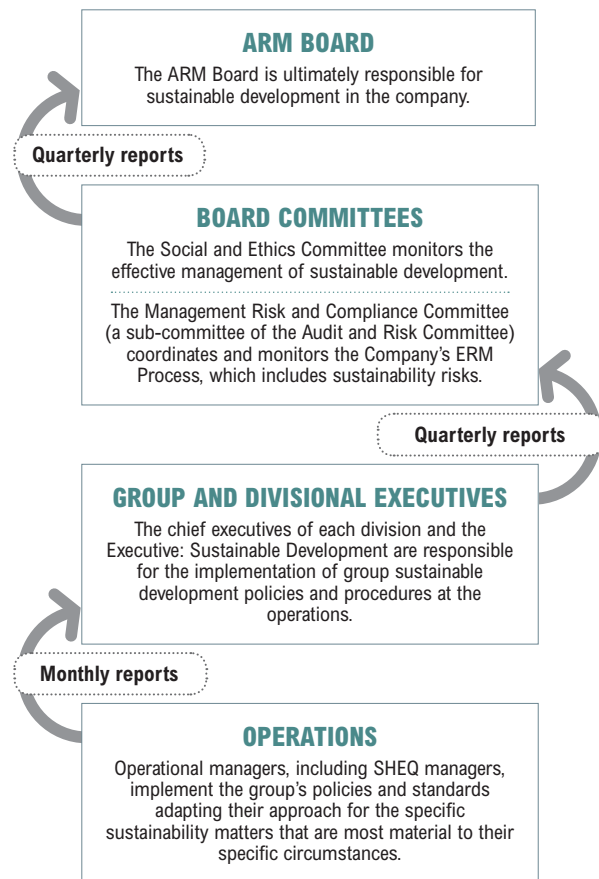 ARM BOARD
The ARM Board is ultimately responsible for
sustainable development in the company.
Quarterly reports
BOARD COMMITTEES
The Social and Ethics Committee monitors the
effective management of sustainable development.
The Management Risk and Compliance Committee
(a sub-committee of the Audit and Risk Committee)
coordinates and monitors the Company's ERM
Process, which includes sustainability risks.
Quarterly reports
GROUP AND DIVISIONAL EXECUTIVES
The chief executives of each division and the
Executive: Sustainable Development are responsible
for the implementation of group sustainable
development policies and procedures at the
operations.
Monthly reports
OPERATIONS
Operational managers, including SHEQ managers,
implement the group's policies and standards
adapting their approach for the specific
sustainability matters that are most material to their
specific circumstances.